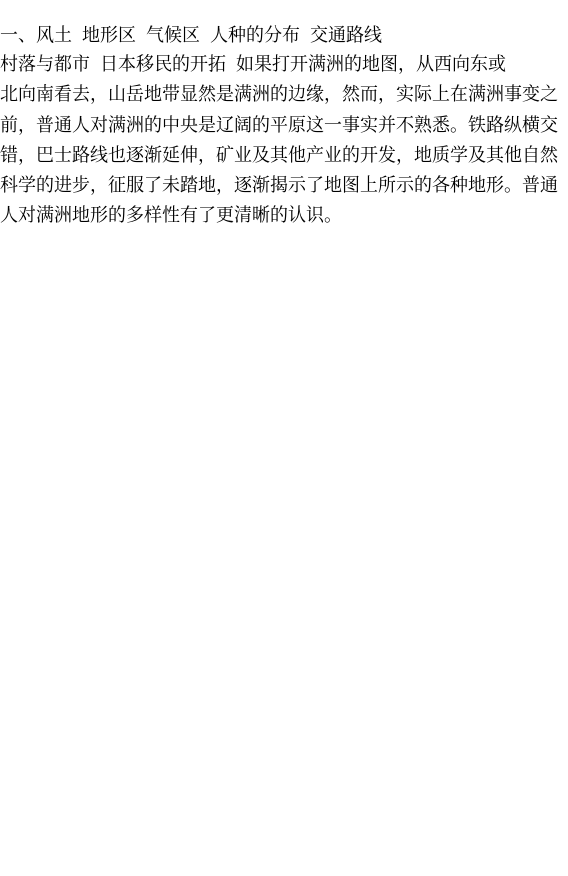 一、风土 地形区 气候区 人种的分布 交通路线
村落与都市 日本移民的开拓 如果打开满洲的地图，从西向东或
北向南看去，山岳地带显然是满洲的边缘，然而，实际上在满洲事变之
前，普通人对满洲的中央是辽阔的平原这一事实并不熟悉。铁路纵横交
错，巴士路线也逐渐延伸，矿业及其他产业的开发，地质学及其他自然
科学的进步，征服了未踏地，逐渐揭示了地图上所示的各种地形。普通
人对满洲地形的多样性有了更清晰的认识。